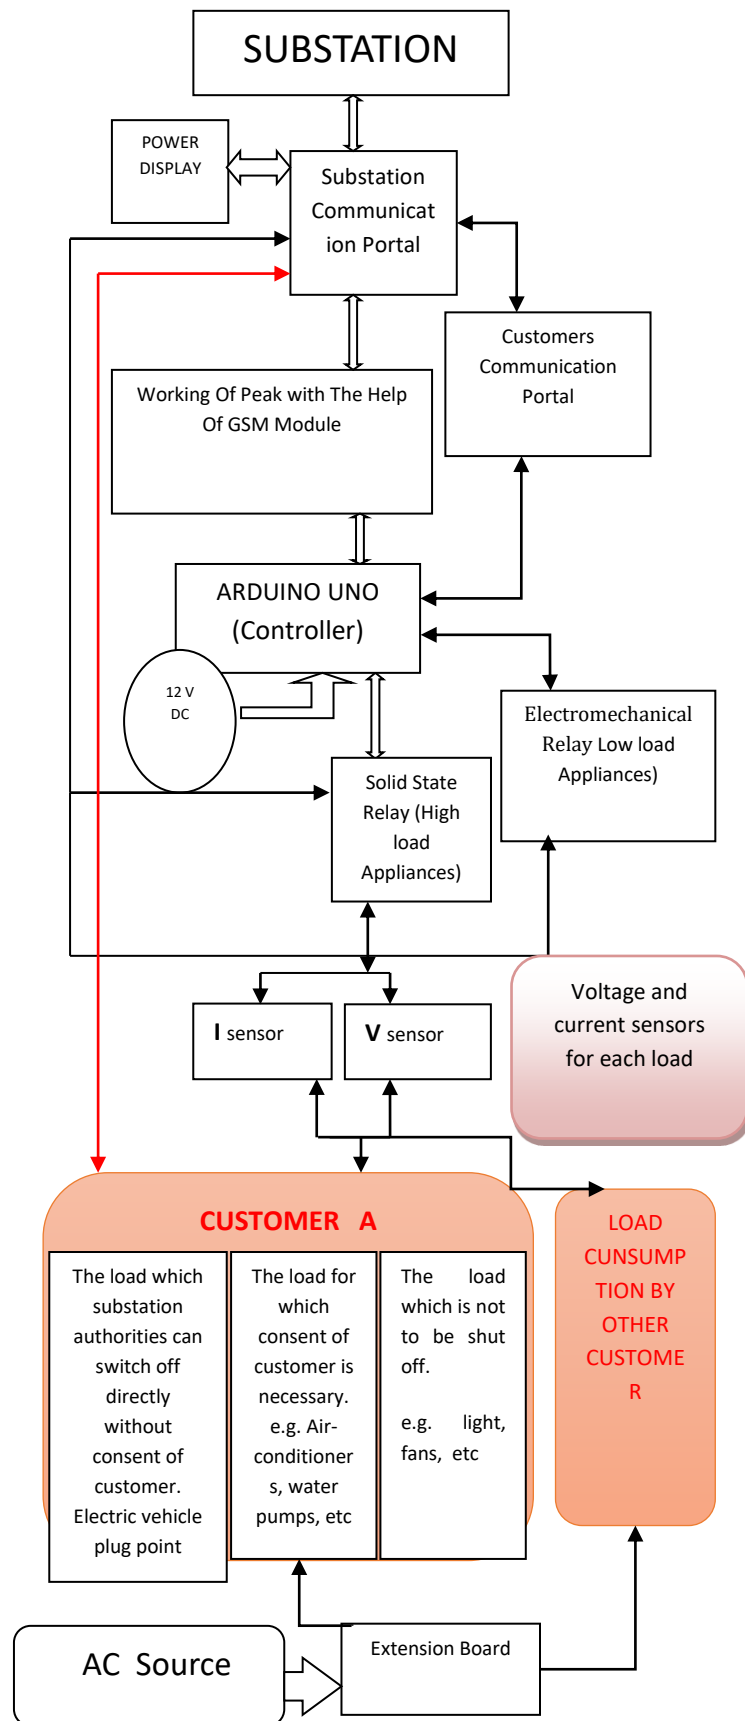 SUBSTATION
POWER
DISPLAY
Substation
Communicat
ion Portal
Customers
Communication
Portal
Working Of Peak with The Help
Of GSM Module
ARDUINO UNO
(Controller)
12 V
DC
Electromechanical
Relay Low load
Appliances)
Solid State
Relay (High
load
Appliances)
Voltage and
current sensors
for each load
I sensor
V sensor
CUSTOMER A
The load which
substation
authorities can
switch off
directly
without
consent of
customer.
Electric vehicle
plug point
The load for
which
consent of
customer is
necessary.
e.g. Air-
conditioner
s, water
pumps, etc
The load
which is not
to be shut
off.
e.g. light,
fans, etc
LOAD
CUNSUMP
TION BY
OTHER
CUSTOME
R
AC Source
Extension Board